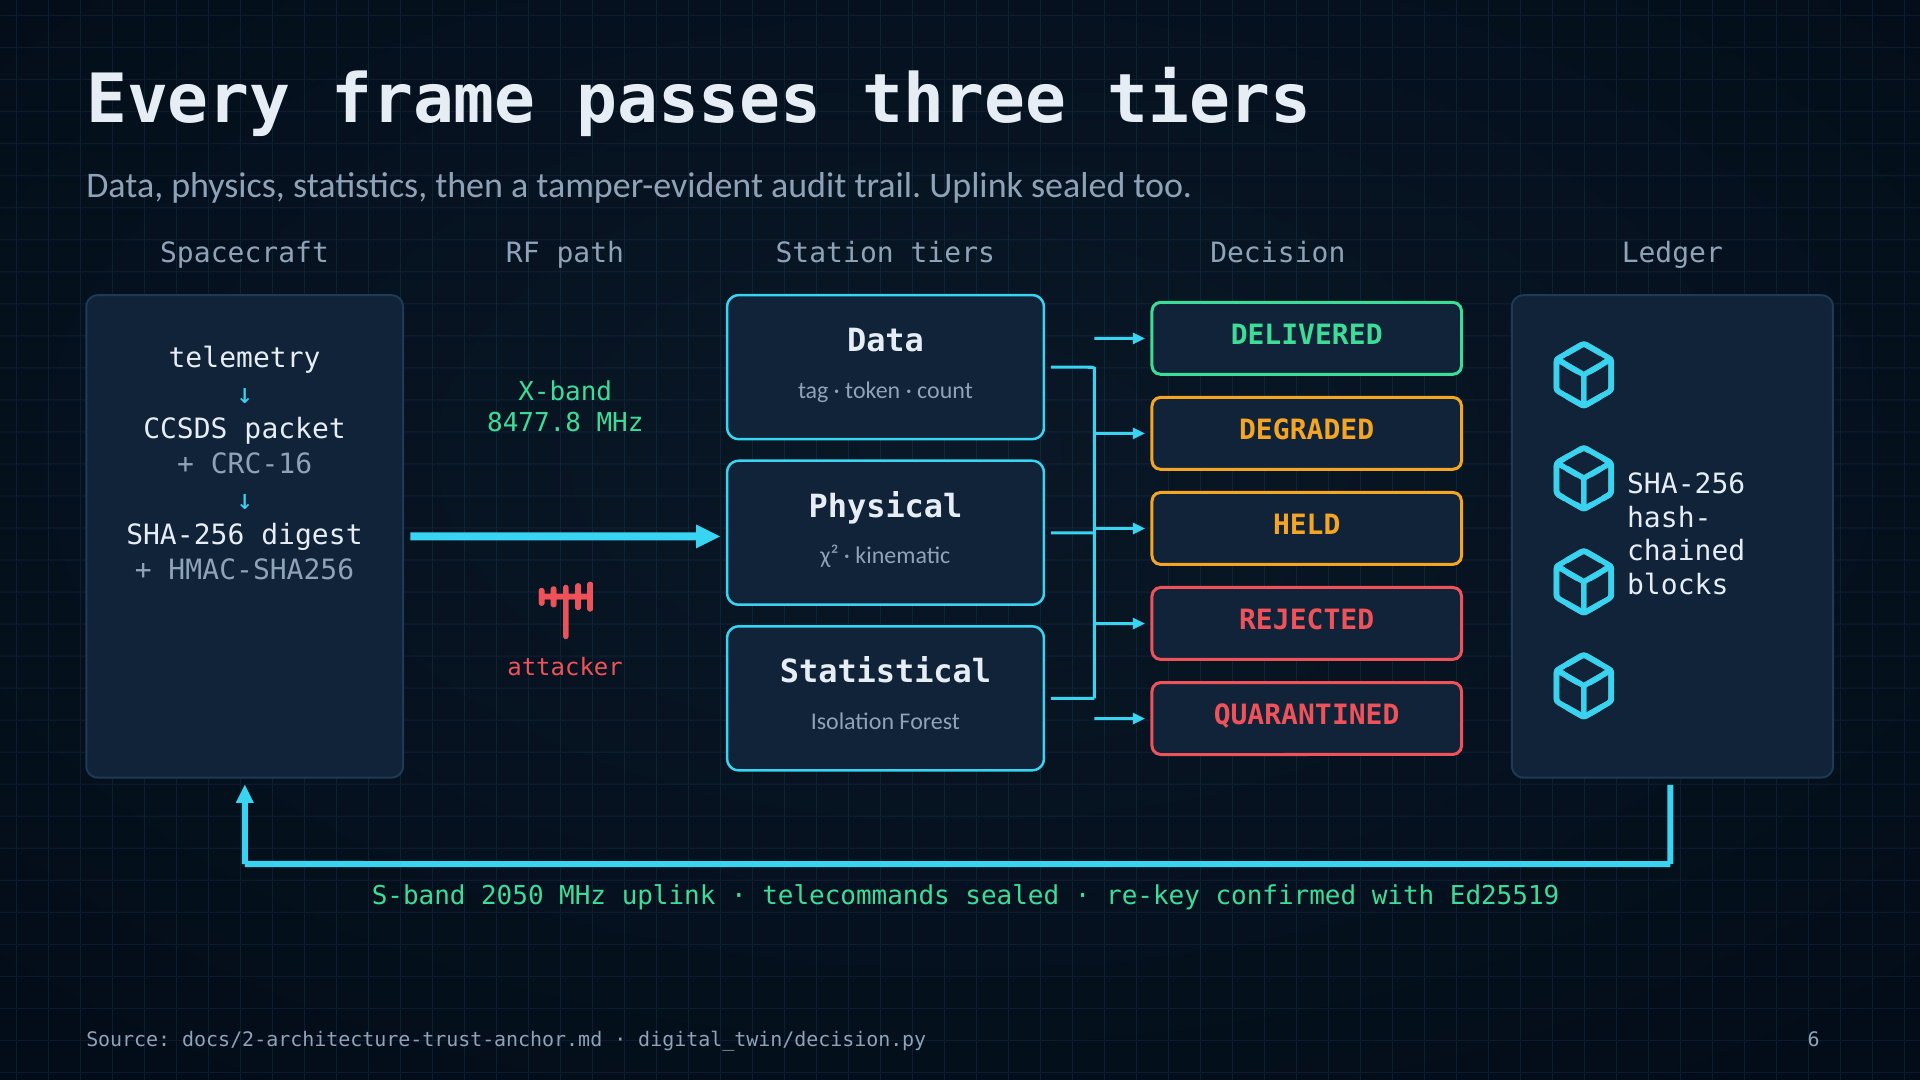 Every frame passes three tiers
Data, physics, statistics, then a tamper-evident audit trail. Uplink sealed too.
Spacecraft
RF path
Station tiers
Decision
Ledger
telemetry
↓
CCSDS packet
+ CRC-16
↓
SHA-256 digest
+ HMAC-SHA256
X-band
8477.8 MHz
attacker
Data
tag · token · count
Physical
χ² · kinematic
Statistical
Isolation Forest
DELIVERED
DEGRADED
HELD
REJECTED
QUARANTINED
SHA-256
hash-
chained
blocks
S-band 2050 MHz uplink · telecommands sealed · re-key confirmed with Ed25519
Source: docs/2-architecture-trust-anchor.md · digital_twin/decision.py
6